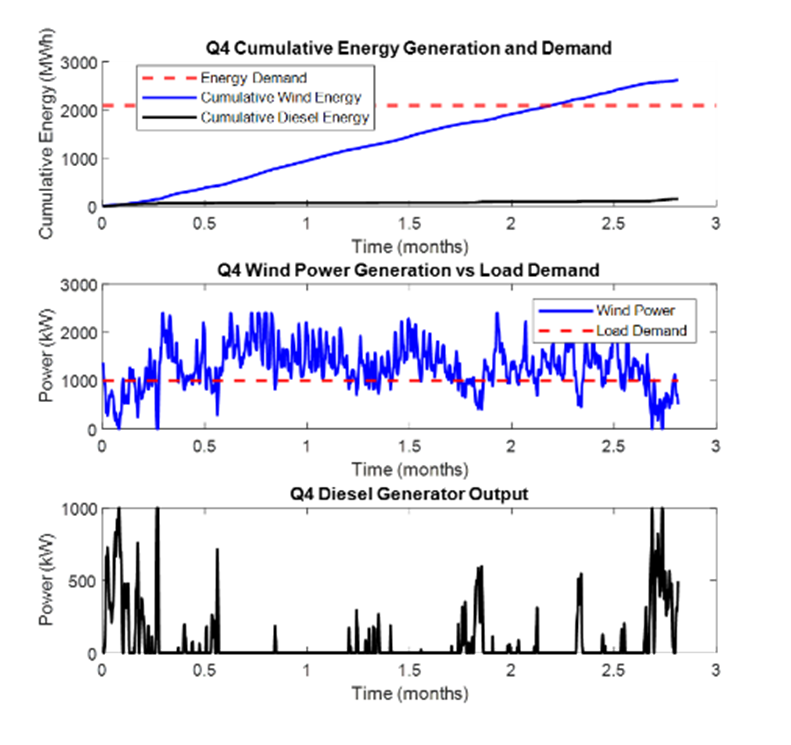 Q4 Cumulative Energy Generation and Demand
Cumulative Energy (MWh)
3000
2000
1000
0
Energy Demand
Cumulative Wind Energy
Cumulative Diesel Energy
0 0.5 1 1.5 2 2.5 3
Time (months)
Q4 Wind Power Generation vs Load Demand
Power (kW)
3000
2000
1000
0
Wind Power
Load Demand
0 0.5 1 1.5 2 2.5 3
Time (months)
Q4 Diesel Generator Output
Power (kW)
1000
500
0
0 0.5 1 1.5 2 2.5 3
Time (months)